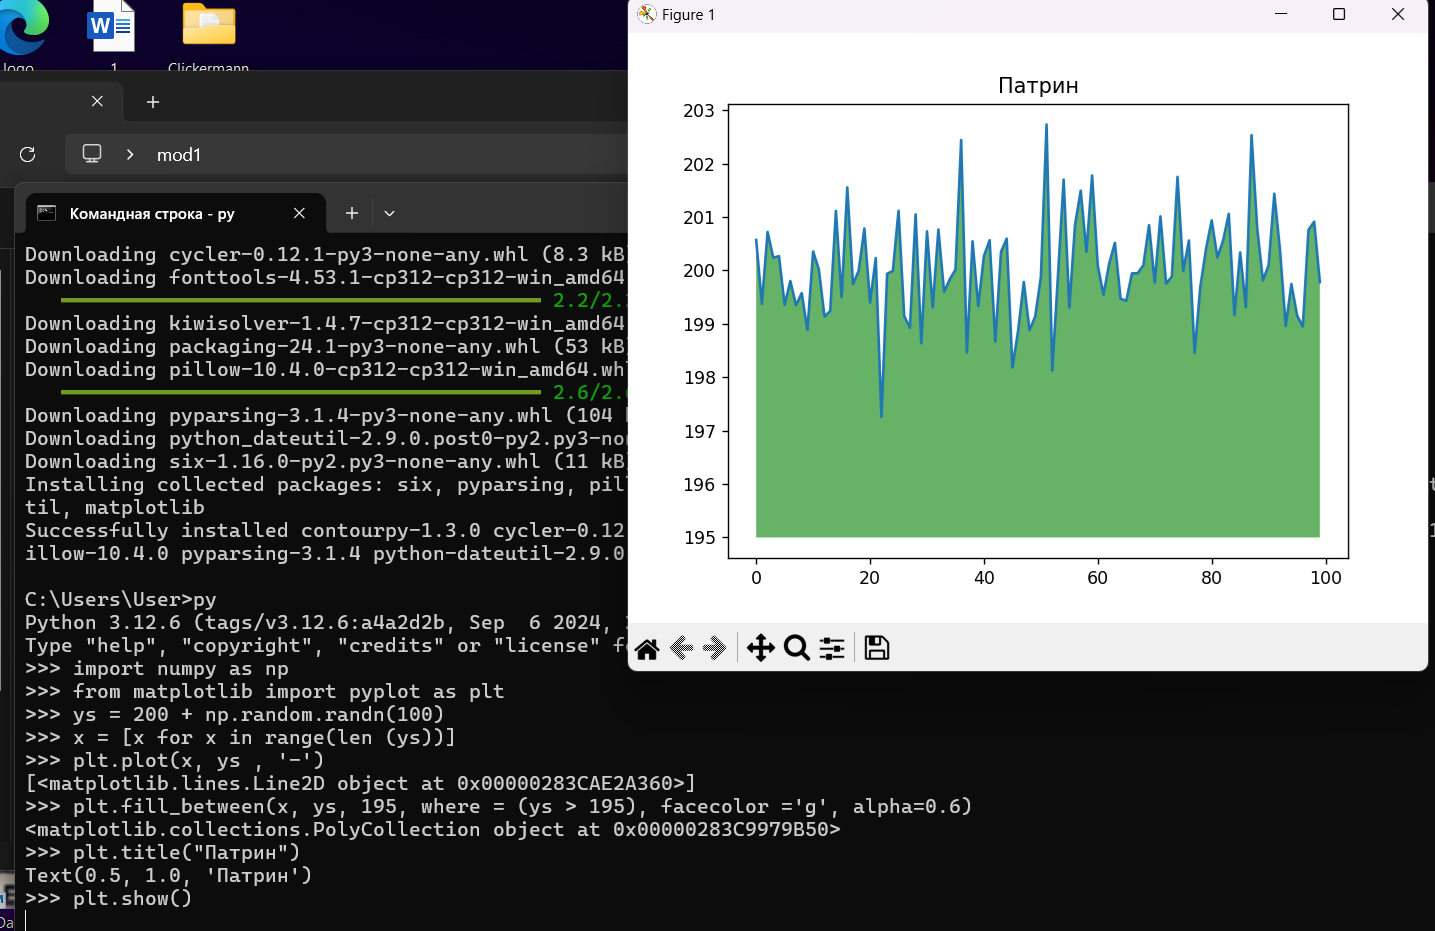 logo
1
Clickermann
mod1
Командная строка - py
Downloading cycler-0.12.1-py3-none-any.whl (8.3 kB)
Downloading fonttools-4.53.1-cp312-cp312-win_amd64
2.2/2.
Downloading kiwisolver-1.4.7-cp312-cp312-win_amd64
Downloading packaging-24.1-py3-none-any.whl (53 kB)
Downloading pillow-10.4.0-cp312-cp312-win_amd64.wh
2.6/2.
Downloading pyparsing-3.1.4-py3-none-any.whl (104
Downloading python_dateutil-2.9.0.post0-py2.py3-no
Downloading six-1.16.0-py2.py3-none-any.whl (11 kB)
Installing collected packages: six, pyparsing, pil
til, matplotlib
Successfully installed contourpy-1.3.0 cycler-0.12
illow-10.4.0 pyparsing-3.1.4 python-dateutil-2.9.0
C:\Users\User>py
Python 3.12.6 (tags/v3.12.6:a4a2d2b, Sep  6 2024,
Type "help", "copyright", "credits" or "license" f
>>> import numpy as np
>>> from matplotlib import pyplot as plt
>>> ys = 200 + np.random.randn(100)
>>> x = [x for x in range(len (ys))]
>>> plt.plot(x, ys , '-')
[<matplotlib.lines.Line2D object at 0x00000283CAE2A360>]
>>> plt.fill_between(x, ys, 195, where = (ys > 195), facecolor ='g', alpha=0.6)
<matplotlib.collections.PolyCollection object at 0x00000283C9979B50>
>>> plt.title("Патрин")
Text(0.5, 1.0, 'Патрин')
>>> plt.show()
Da
Figure 1
Патрин
203
202
201
200
199
198
197
196
195
0 20 40 60 80 100